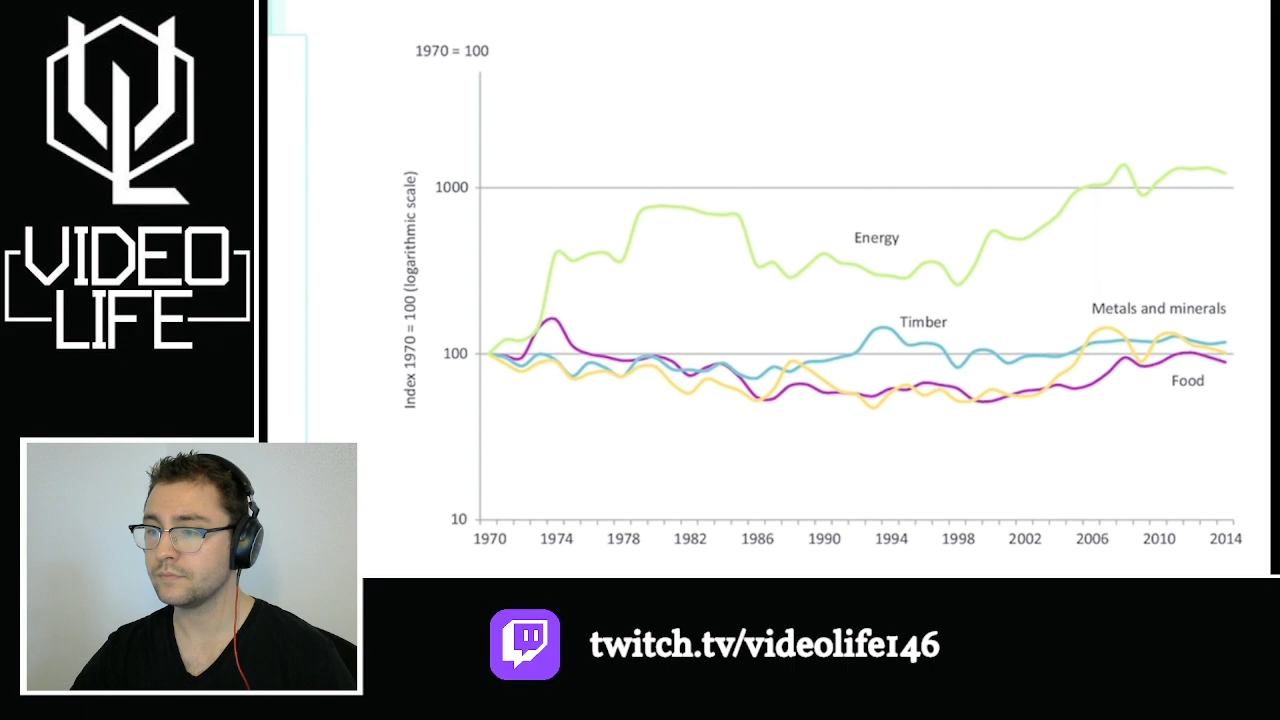 VIDEO
LIFE
1970 = 100
Index 1970 = 100 (logarithmic scale)
1000
100
10
Energy
Timber
Metals and minerals
Food
1970 1974 1978 1982 1986 1990 1994 1998 2002 2006 2010 2014
twitch.tv/videolife146